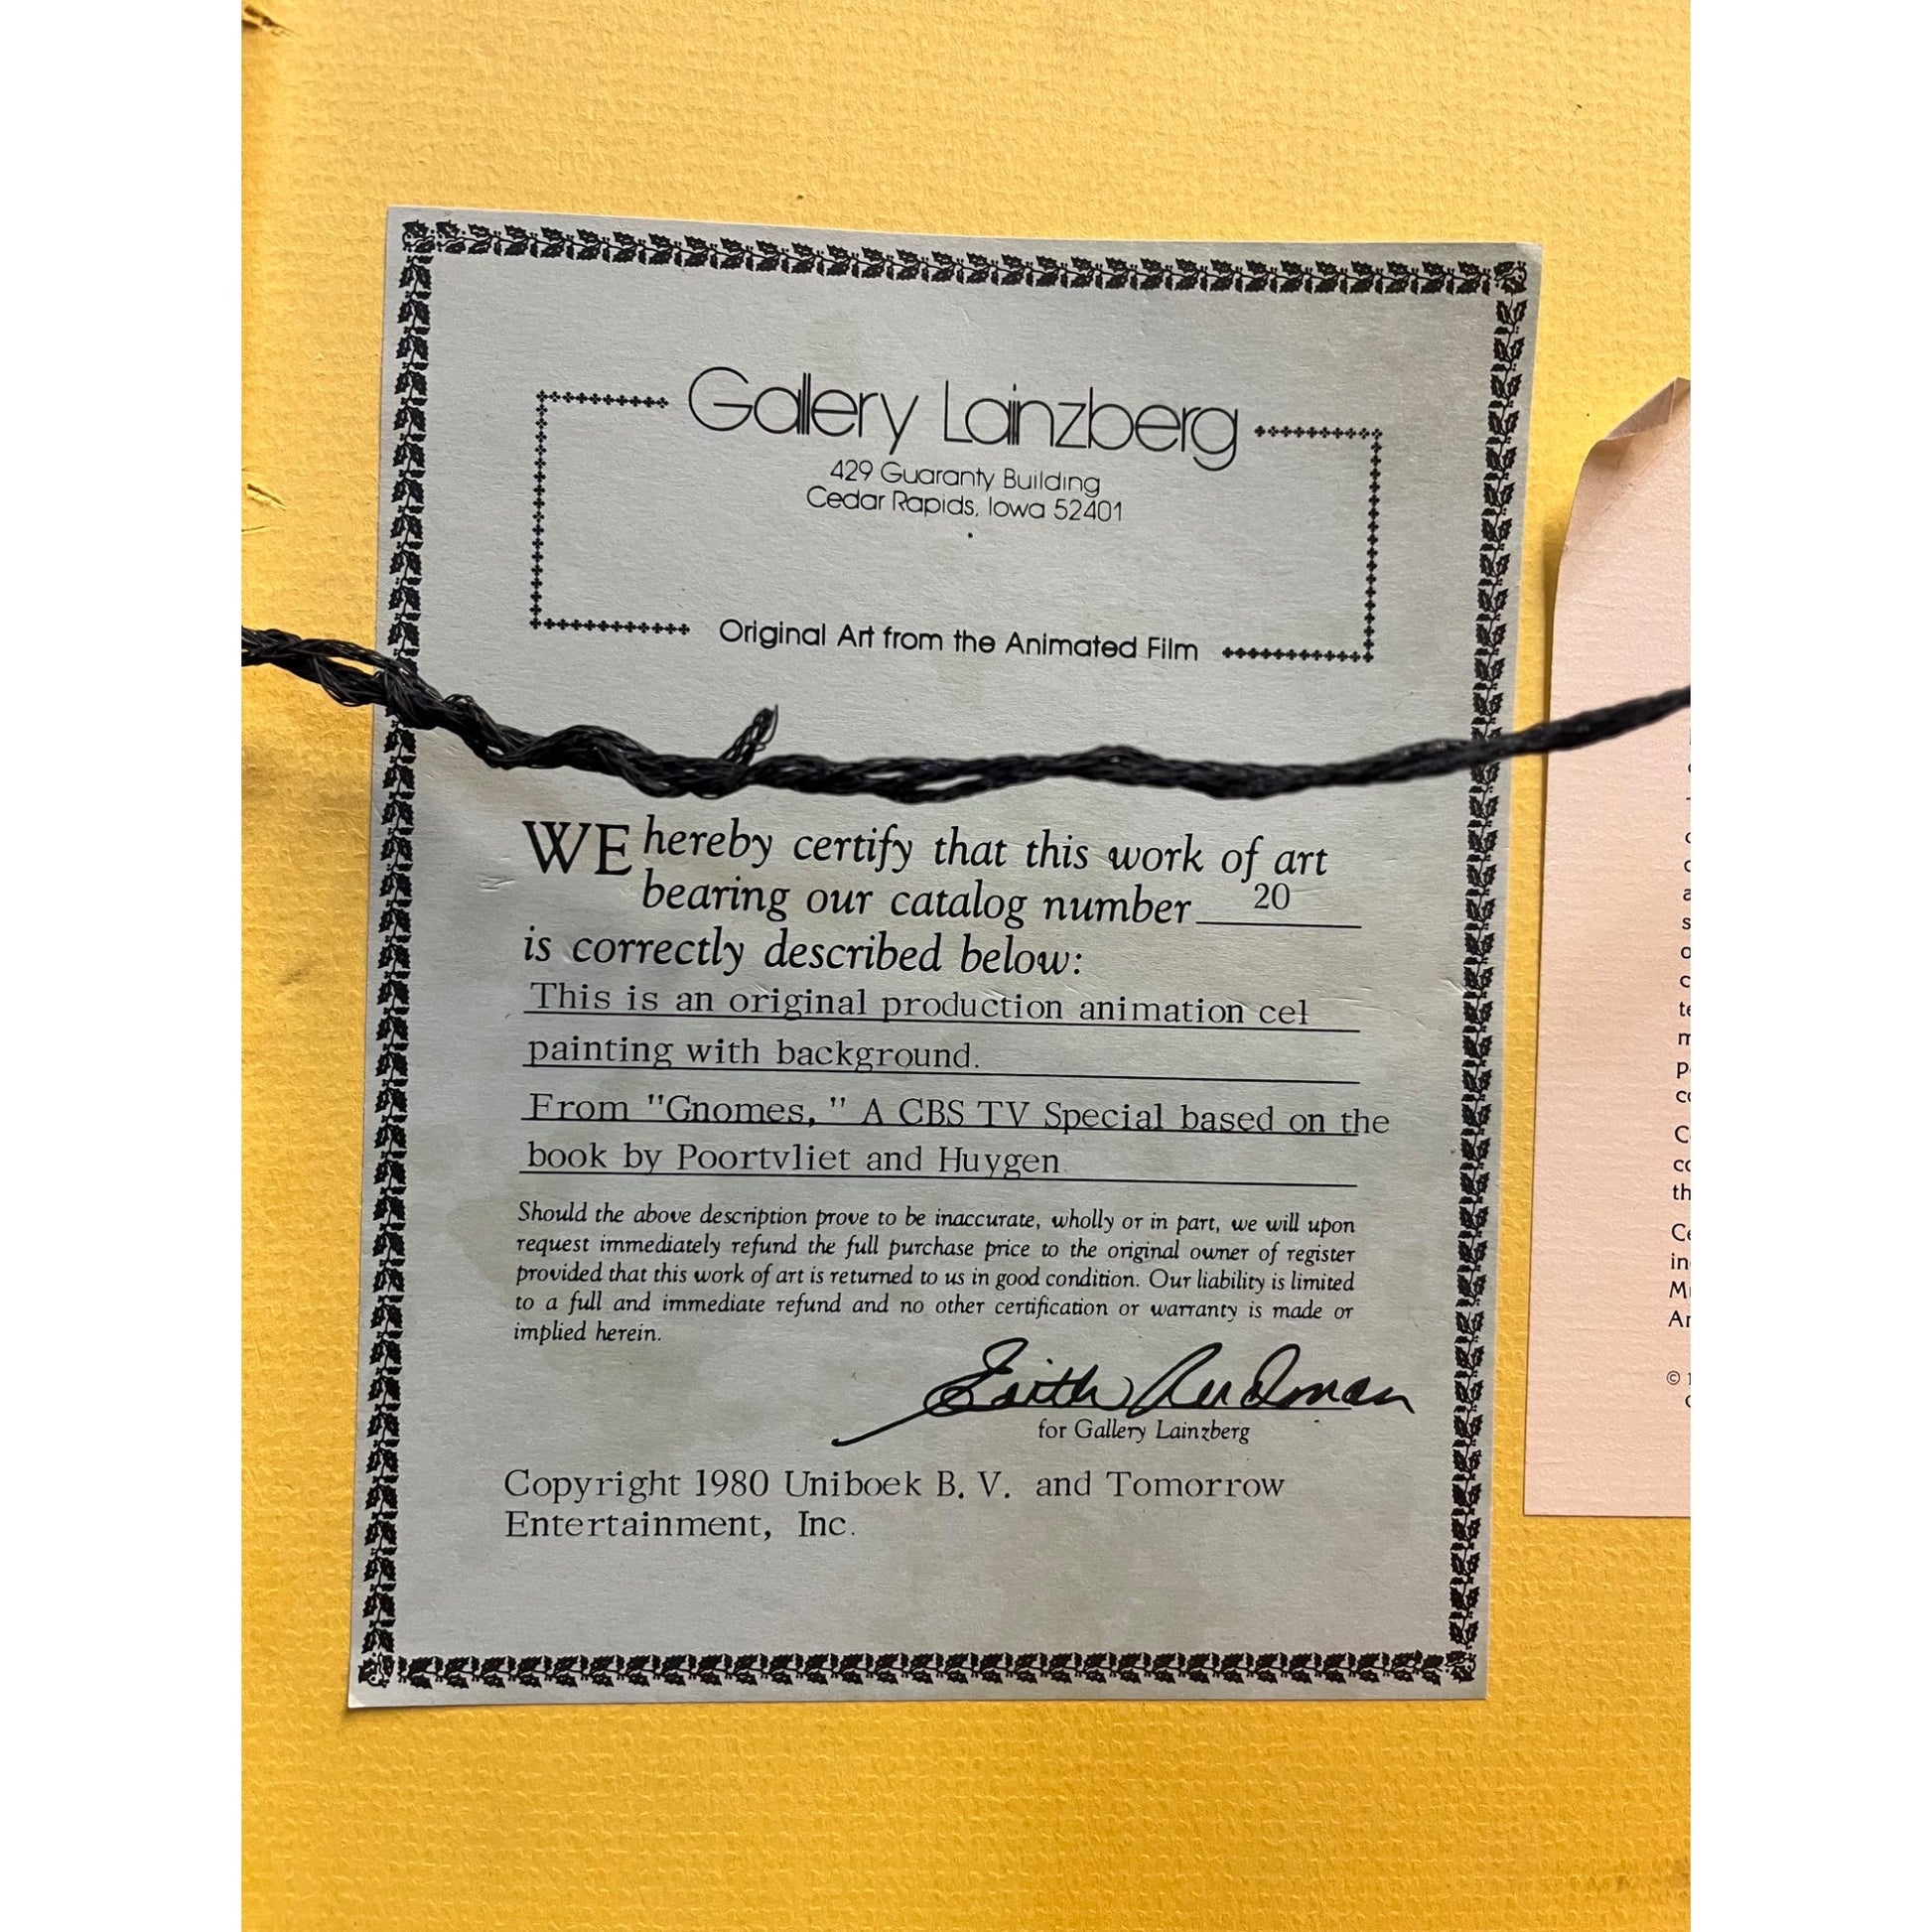 Gallery Lainzberg
429 Guaranty Building
Cedar Rapids, Iowa 52401
Original Art from the Animated Film
WE hereby certify that this work of art
bearing our catalog number 20
is correctly described below:
This is an original production animation cel
painting with background.
From "Gnomes," A CBS TV Special based on the
book by Poortvliet and Huygen
Should the above description prove to be inaccurate, wholly or in part, we will upon
request immediately refund the full purchase price to the original owner of register
provided that this work of art is returned to us in good condition. Our liability is limited
to a full and immediate refund and no other certification or warranty is made or
implied herein.
for Gallery Lainzberg
Copyright 1980 Uniboek B. V. and Tomorrow
Entertainment, Inc.